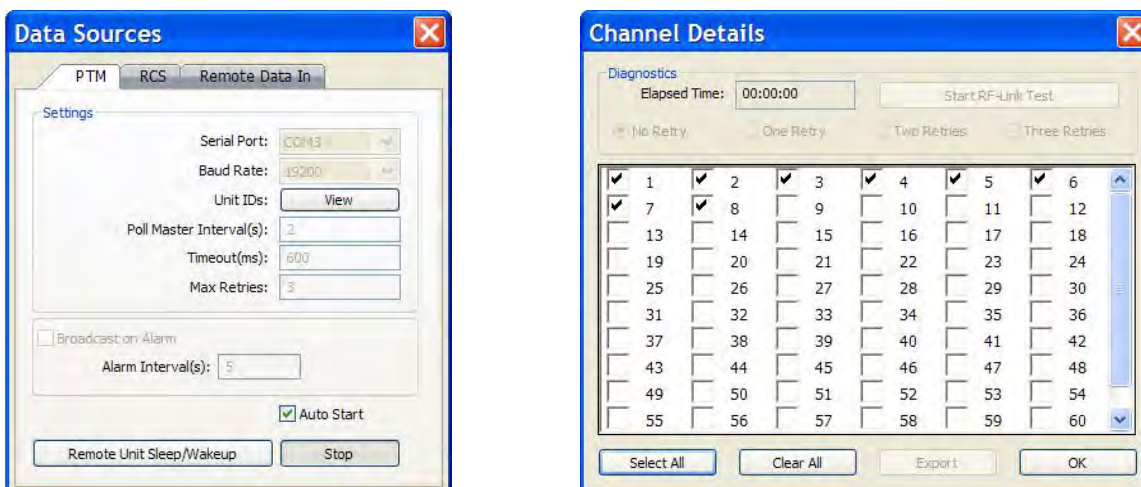 Data Sources
PTM RCS Remote Data In
Settings
Serial Port: COM3
Baud Rate: 19200
Unit IDs: View
Poll Master Interval(s): 2
Timeout(ms): 600
Max Retries: 3
Broadcast on Alarm
Alarm Interval(s): 5
Auto Start
Remote Unit Sleep/Wakeup Stop
Channel Details
Diagnostics
Elapsed Time: 00:00:00 Start RF-Link Test
No Retry One Retry Two Retries Three Retries
1 2 3 4 5 6
7 8 9 10 11 12
13 14 15 16 17 18
19 20 21 22 23 24
25 26 27 28 29 30
31 32 33 34 35 36
37 38 39 40 41 42
43 44 45 46 47 48
49 50 51 52 53 54
55 56 57 58 59 60
Select All Clear All Export OK